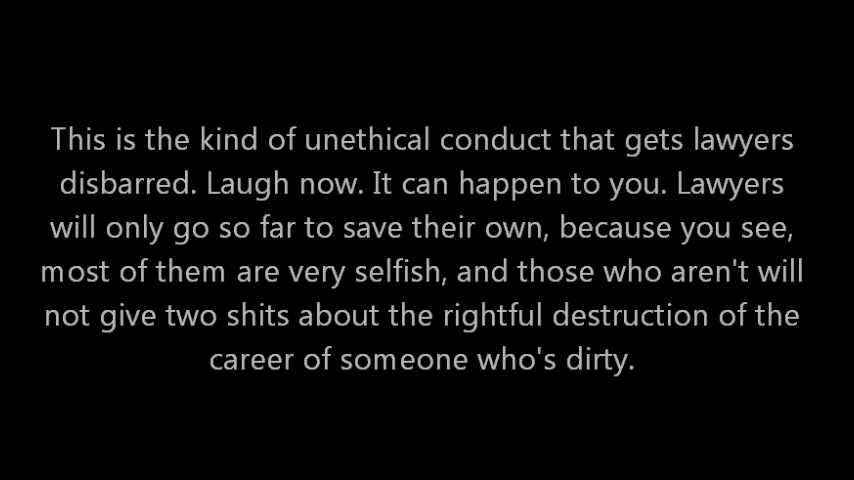 This is the kind of unethical conduct that gets lawyers
disbarred. Laugh now. It can happen to you. Lawyers
will only go so far to save their own, because you see,
most of them are very selfish, and those who aren't will
not give two shits about the rightful destruction of the
career of someone who's dirty.